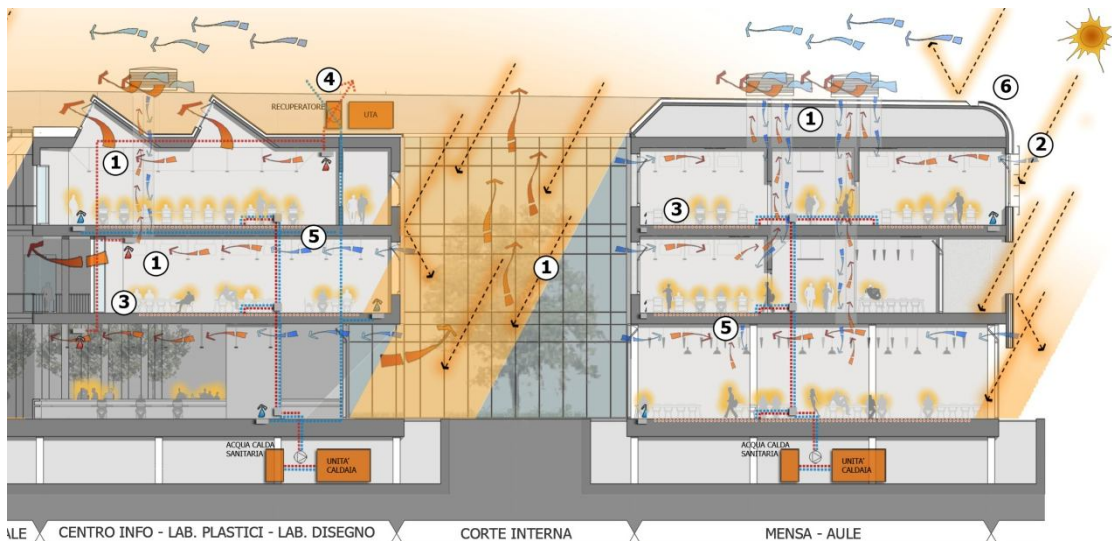 4
6
RECUPERATORE
UTA
1
2
1
3
5
1
1
3
5
ACQUA CALDA
SANITARIA
UNITA'
CALDAIA
ACQUA CALDA
SANITARIA
UNITA'
CALDAIA
ALE
CENTRO INFO - LAB. PLASTICI - LAB. DISEGNO
CORTE INTERNA
MENSA - AULE